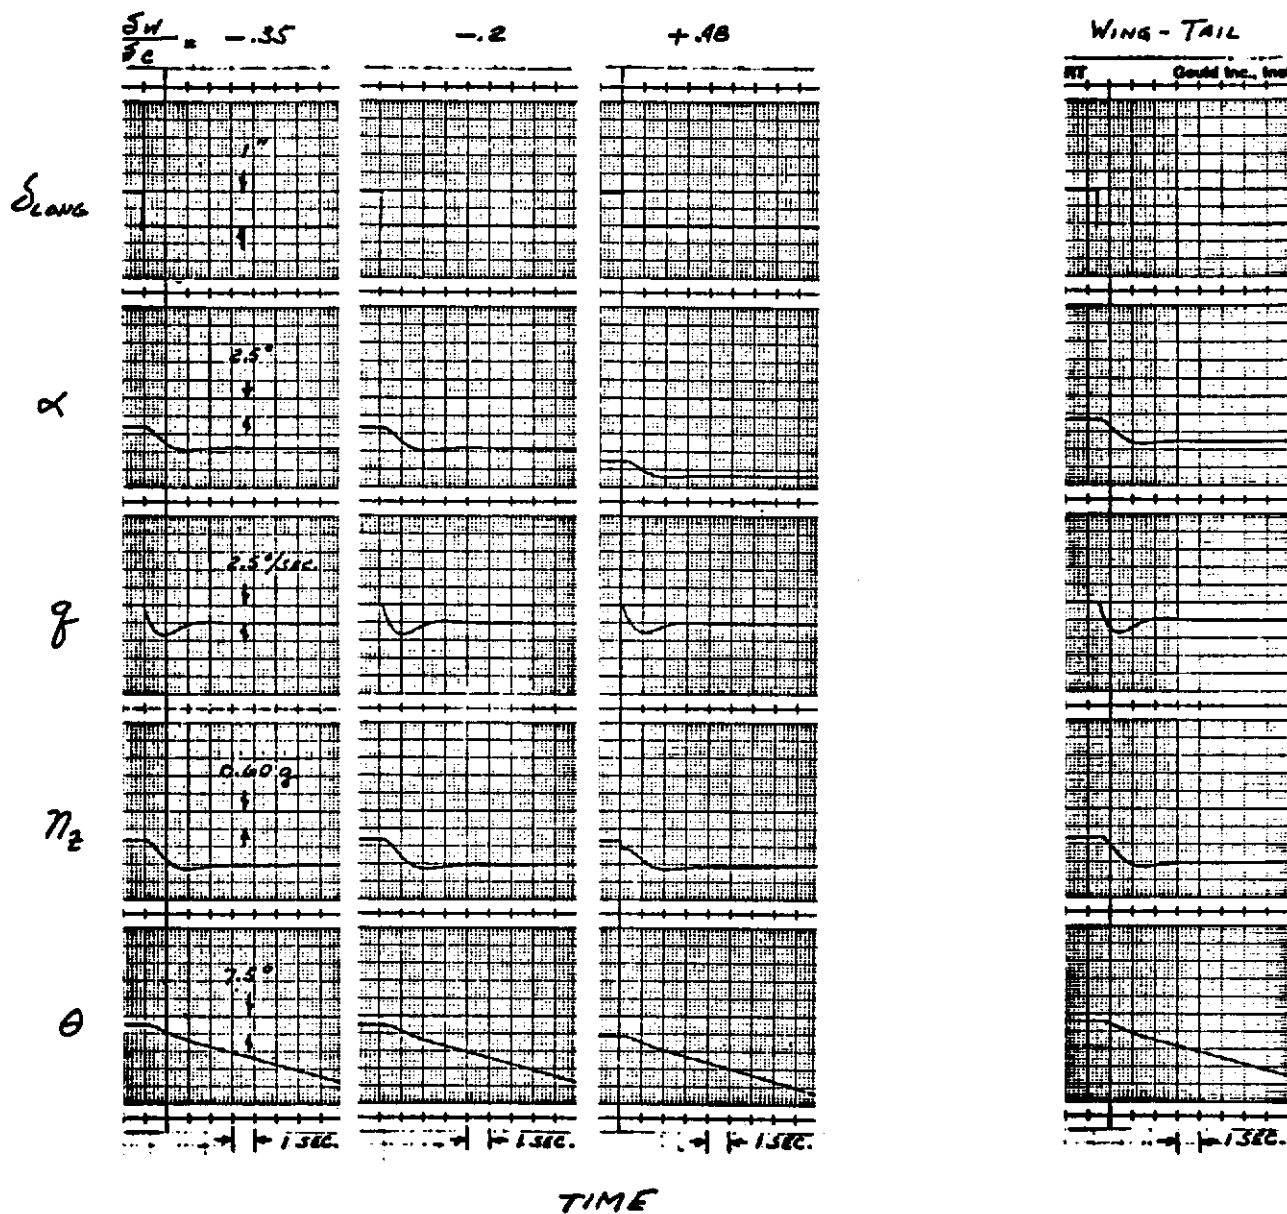 δW/δC = -.35 -.2 +.48 WING - TAIL
RT Gould Inc., Inst
δLONG 1"
α 2.5°
q 2.5°/SEC.
nz 0.60 g
θ 7.5°
1 SEC. 1 SEC. 1 SEC. 1 SEC.
TIME